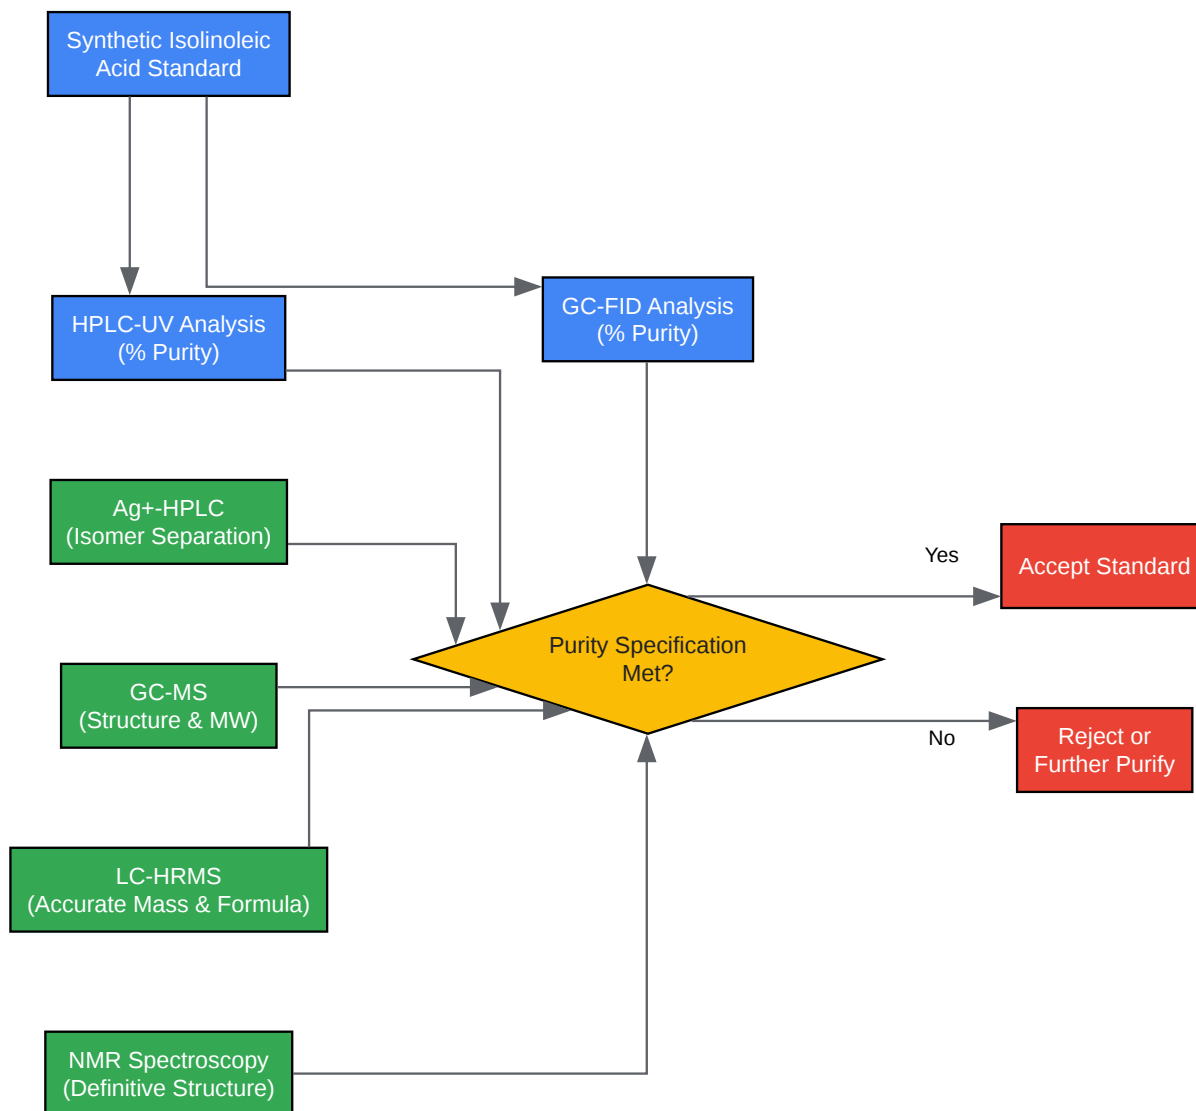 Synthetic Isolinoleic
Acid Standard
HPLC-UV Analysis
(% Purity)
GC-FID Analysis
(% Purity)
Ag+-HPLC
(Isomer Separation)
Yes
Accept Standard
Purity Specification
Met?
GC-MS
(Structure & MW)
No
Reject or
Further Purify
LC-HRMS
(Accurate Mass & Formula)
NMR Spectroscopy
(Definitive Structure)